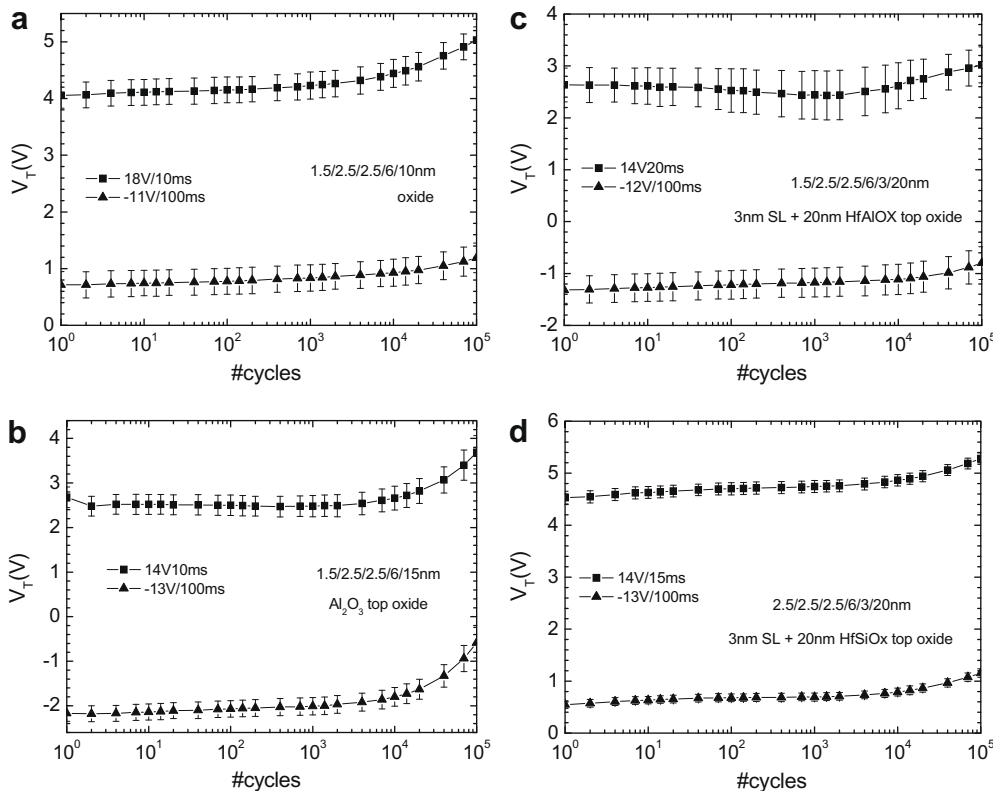 a
V_T(V)
5
4
3
2
1
0
18V/10ms
-11V/100ms
1.5/2.5/2.5/6/10nm
oxide
10^0
10^1
10^2
10^3
10^4
10^5
#cycles
c
V_T(V)
4
3
2
1
0
-1
-2
14V20ms
-12V/100ms
1.5/2.5/2.5/6/3/20nm
3nm SL + 20nm HfAlOX top oxide
10^0
10^1
10^2
10^3
10^4
10^5
#cycles
b
V_T(V)
4
3
2
1
0
-1
-2
14V10ms
-13V/100ms
1.5/2.5/2.5/6/15nm
Al_2O_3 top oxide
10^0
10^1
10^2
10^3
10^4
10^5
#cycles
d
V_T(V)
6
5
4
3
2
1
0
14V/15ms
-13V/100ms
2.5/2.5/2.5/6/3/20nm
3nm SL + 20nm HfSiOx top oxide
10^0
10^1
10^2
10^3
10^4
10^5
#cycles